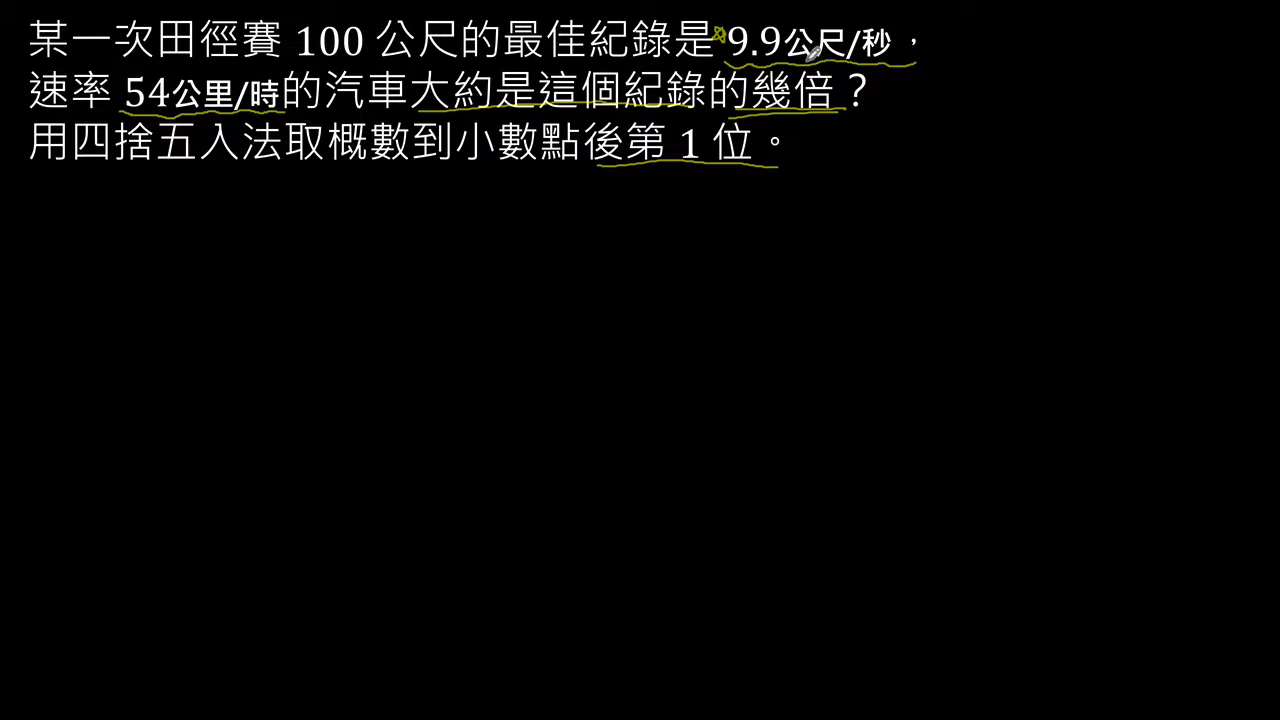 某一次田徑賽 100 公尺的最佳紀錄是 9.9公尺/秒，
速率 54公里/時的汽車大約是這個紀錄的幾倍？
用四捨五入法取概數到小數點後第 1 位。